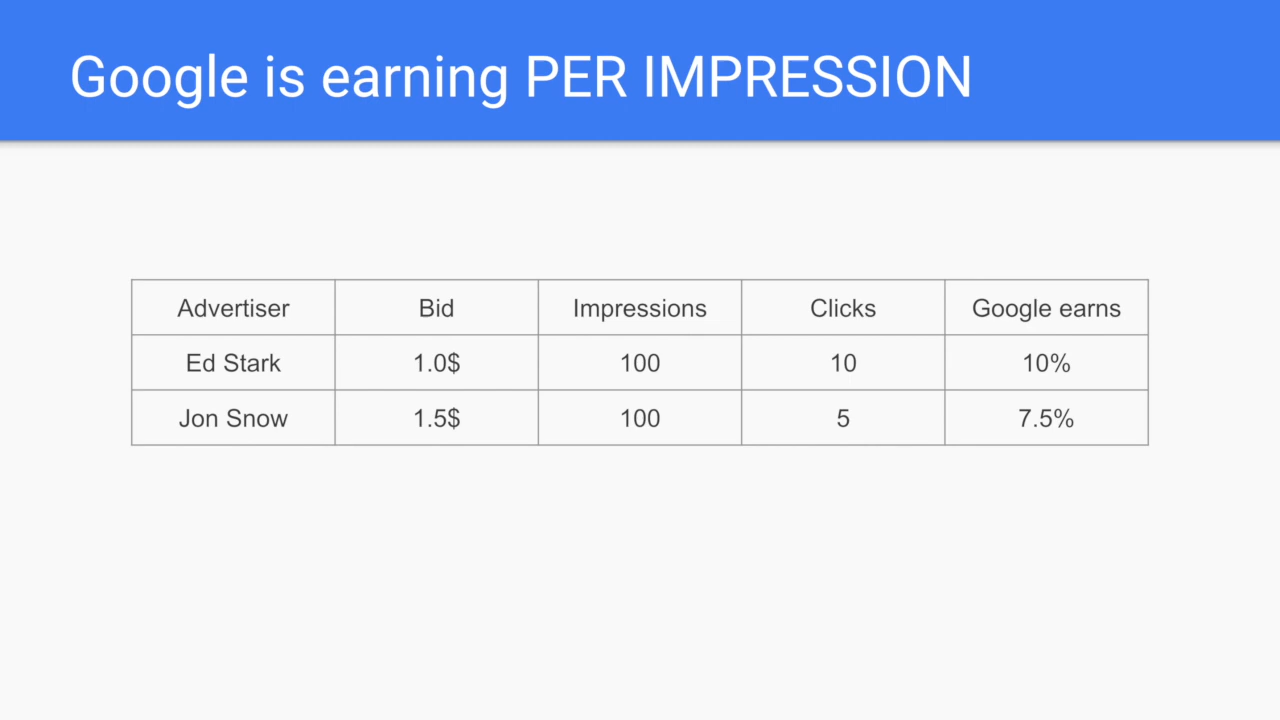 Google is earning PER IMPRESSION
Advertiser Bid Impressions Clicks Google earns
Ed Stark 1.0$ 100 10 10%
Jon Snow 1.5$ 100 5 7.5%